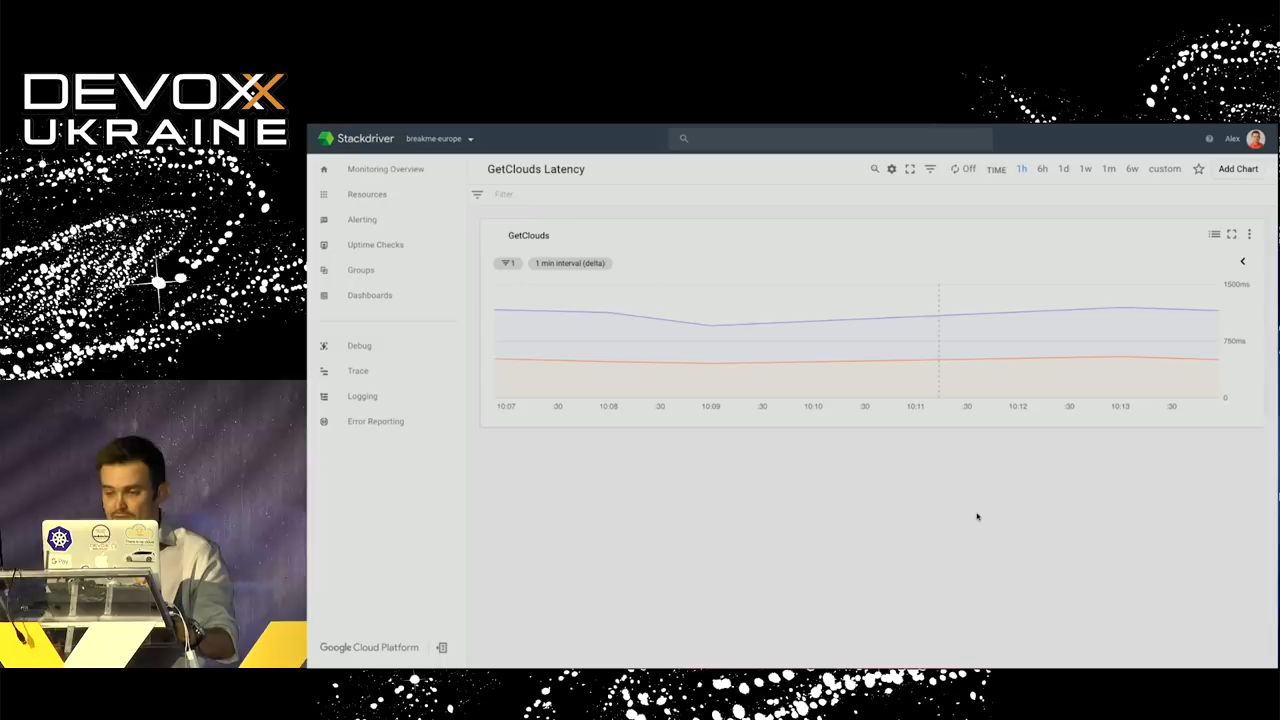 DEVOXX
UKRAINE
Stackdriver
breakme-europe
Alex
Monitoring Overview
Resources
Alerting
Uptime Checks
Groups
Dashboards
Debug
Trace
Logging
Error Reporting
Google Cloud Platform
GetClouds Latency
Off
TIME
1h
6h
1d
1w
1m
6w
custom
Add Chart
Filter
GetClouds
1
1 min interval (delta)
1500ms
750ms
0
10:07
:30
10:08
:30
10:09
:30
10:10
:30
10:11
:30
10:12
:30
10:13
:30
DEVOXX
Pay